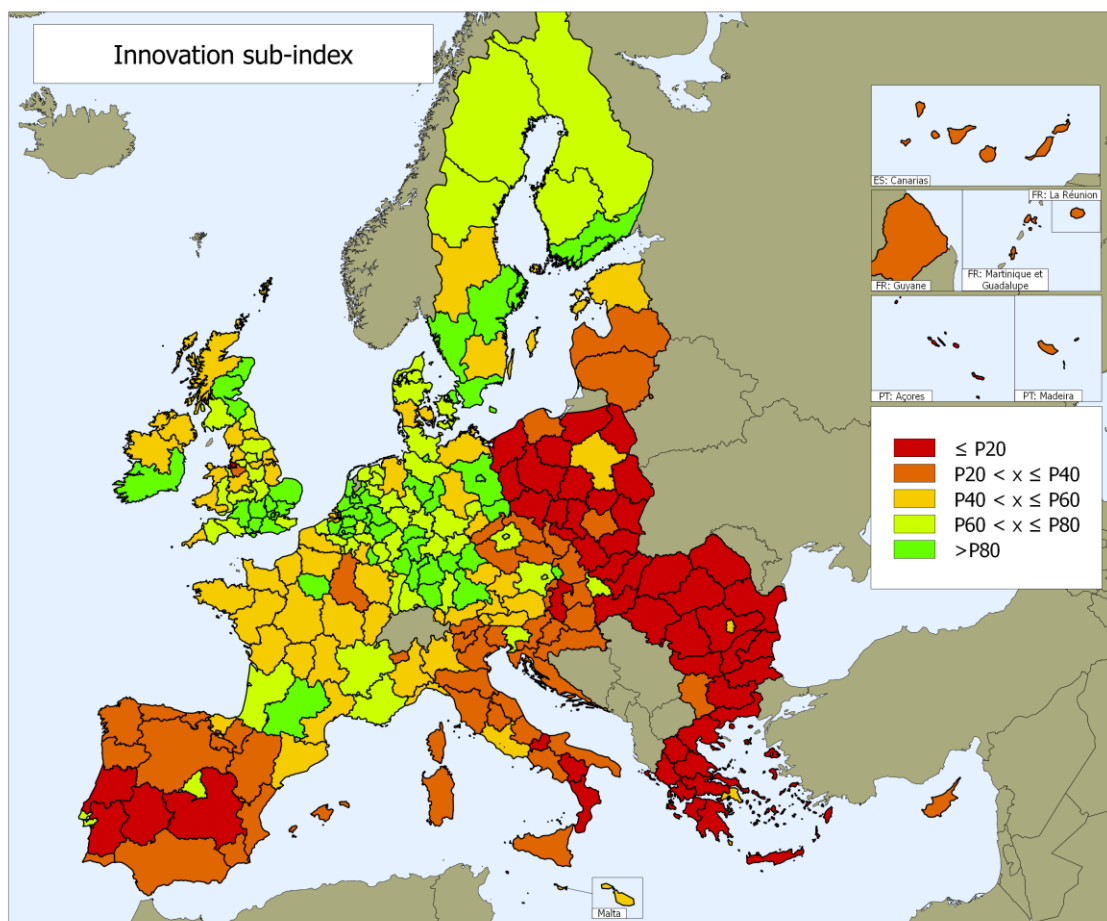 Innovation sub-index
ES: Canarias
FR: La Réunion
FR: Guyane
FR: Martinique et
Guadalupe
PT: Açores
PT: Madeira
≤ P20
P20 < x ≤ P40
P40 < x ≤ P60
P60 < x ≤ P80
>P80
Malta